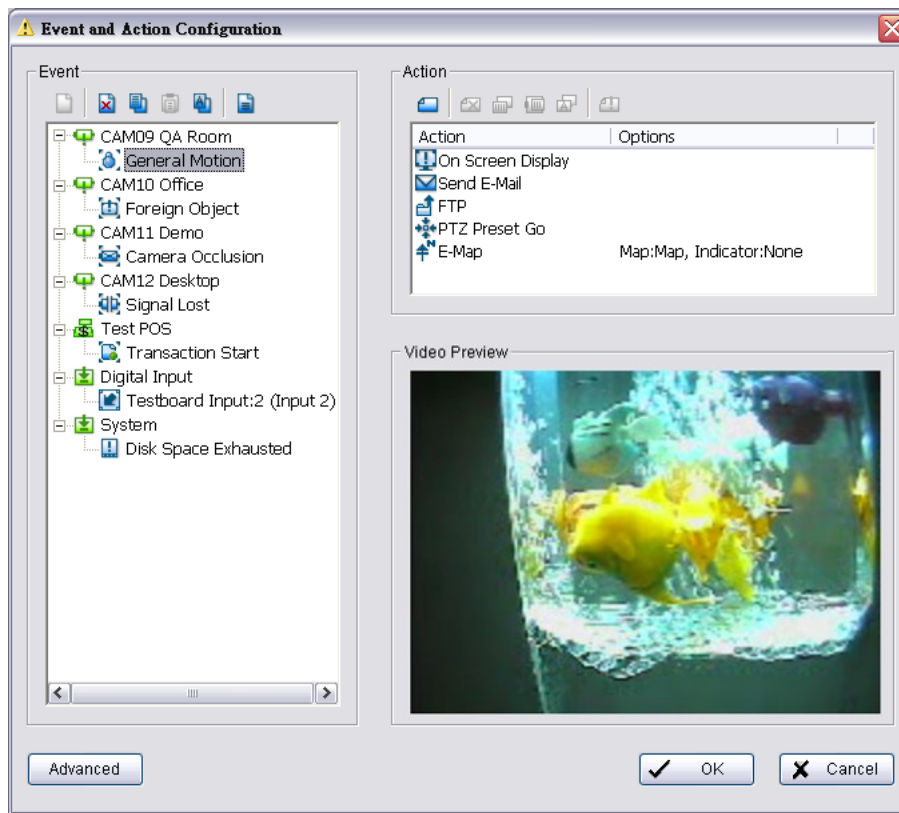 Event and Action Configuration
Event
CAM09 QA Room
General Motion
CAM10 Office
Foreign Object
CAM11 Demo
Camera Occlusion
CAM12 Desktop
Signal Lost
Test POS
Transaction Start
Digital Input
Testboard Input:2 (Input 2)
System
Disk Space Exhausted
Advanced
Action
Action Options
On Screen Display
Send E-Mail
FTP
PTZ Preset Go
E-Map Map:Map, Indicator:None
Video Preview
OK
Cancel